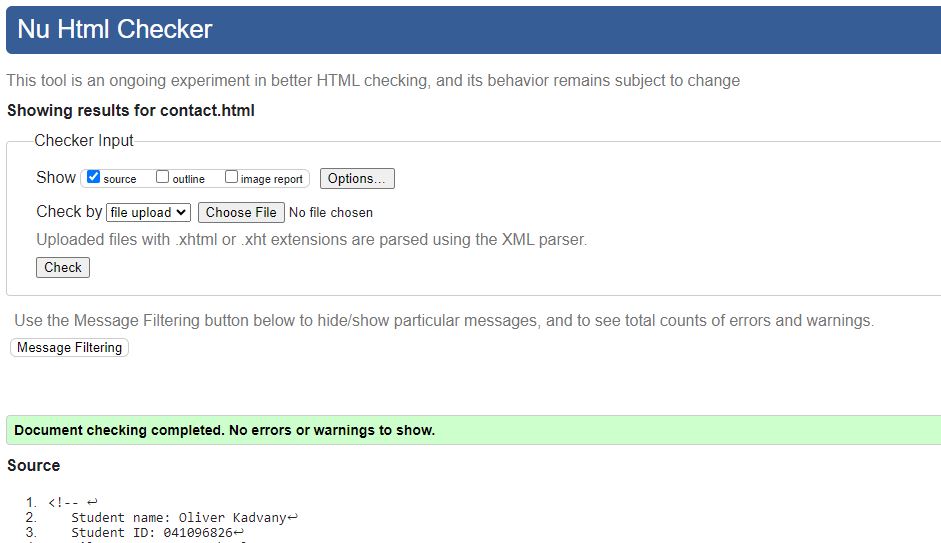 Nu Html Checker
This tool is an ongoing experiment in better HTML checking, and its behavior remains subject to change
Showing results for contact.html
Checker Input
Show source outline image report Options...
Check by file upload Choose File No file chosen
Uploaded files with .xhtml or .xht extensions are parsed using the XML parser.
Check
Use the Message Filtering button below to hide/show particular messages, and to see total counts of errors and warnings.
Message Filtering
Document checking completed. No errors or warnings to show.
Source
1. <!-- ↩
2. Student name: Oliver Kadvany↩
3. Student ID: 041096826↩